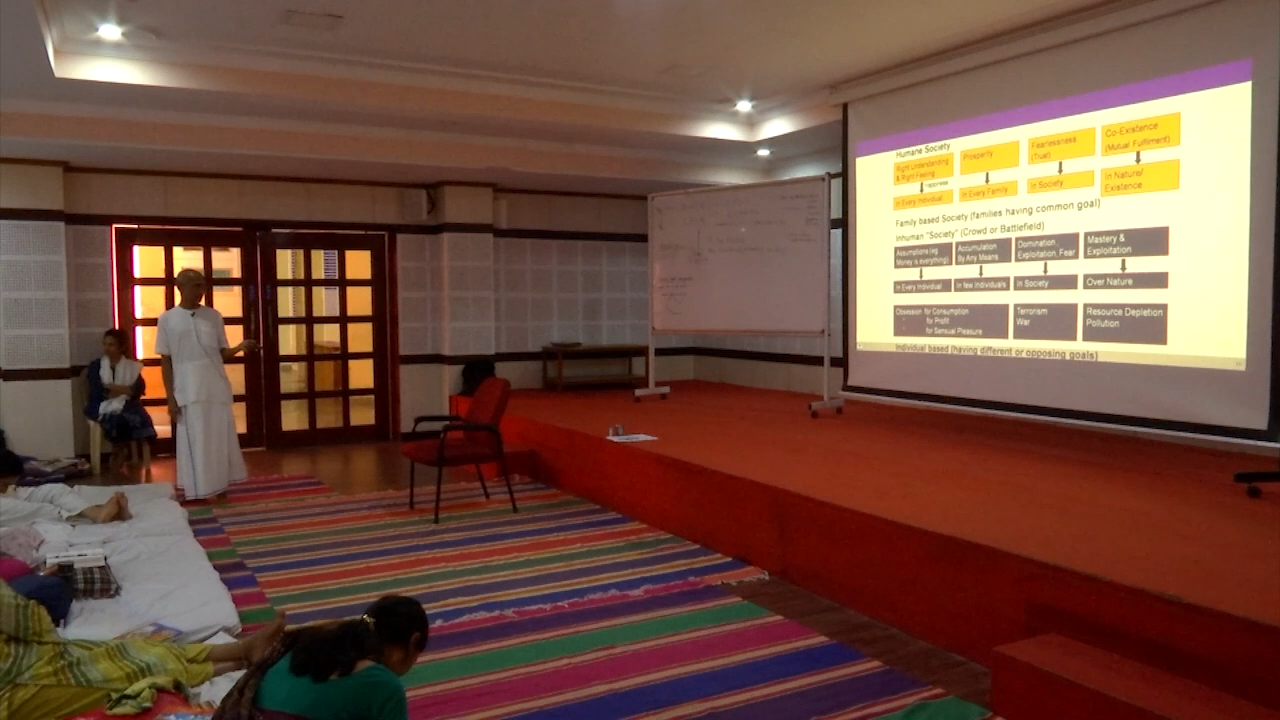 Humane Society
Right Understanding & Right Feeling
Prosperity
Fearlessness (Trust)
Co-Existence (Mutual Fulfilment)
Happiness
In Every Individual
In Every Family
In Society
In Nature/ Existence
Family based Society (families having common goal)
Inhuman "Society" (Crowd or Battlefield)
Assumptions (eg. Money is everything)
Accumulation By Any Means
Domination, Exploitation, Fear
Mastery & Exploitation
In Every Individual
In few Individuals
In Society
Over Nature
Obsession for Consumption
for Profit
for Sensual Pleasure
Terrorism
War
Resource Depletion
Pollution
Individual based (having different or opposing goals)